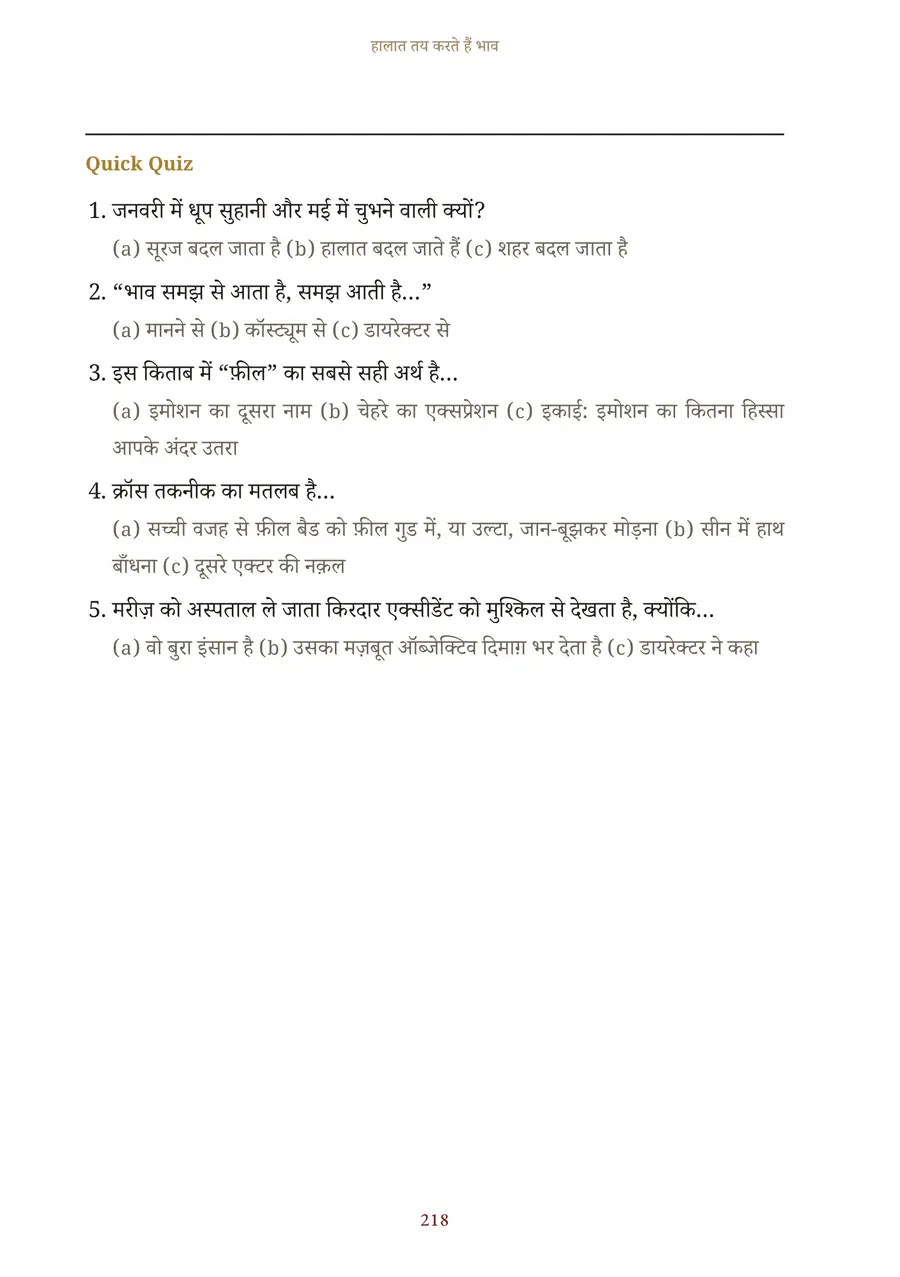 हालात तय करते हैं भाव
Quick Quiz
1. जनवरी में धूप सुहानी और मई में चुभने वाली क्यों?
(a) सूरज बदल जाता है (b) हालात बदल जाते हैं (c) शहर बदल जाता है
2. “भाव समझ से आता है, समझ आती है…”
(a) मानने से (b) कॉस्ट्यूम से (c) डायरेक्टर से
3. इस किताब में “फ़ील” का सबसे सही अर्थ है…
(a) इमोशन का दूसरा नाम (b) चेहरे का एक्सप्रेशन (c) इकाई: इमोशन का कितना हिस्सा
आपके अंदर उतरा
4. क्रॉस तकनीक का मतलब है…
(a) सच्ची वजह से फ़ील बैड को फ़ील गुड में, या उल्टा, जान-बूझकर मोड़ना (b) सीन में हाथ
बाँधना (c) दूसरे एक्टर की नक़ल
5. मरीज़ को अस्पताल ले जाता किरदार एक्सीडेंट को मुश्किल से देखता है, क्योंकि…
(a) वो बुरा इंसान है (b) उसका मज़बूत ऑब्जेक्टिव दिमाग़ भर देता है (c) डायरेक्टर ने कहा
218